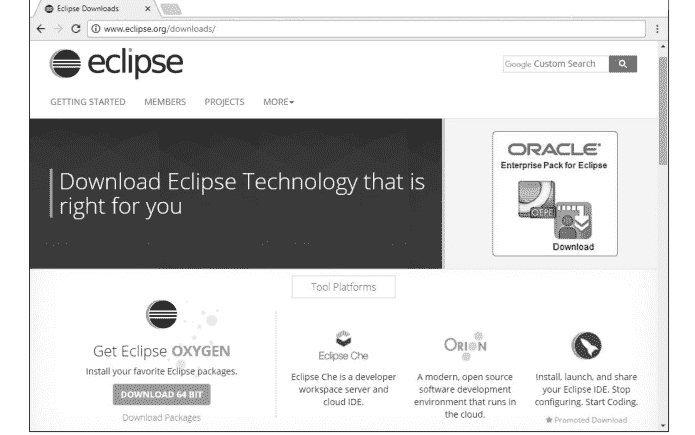 Eclipse Downloads
www.eclipse.org/downloads/
eclipse
Google Custom Search
GETTING STARTED MEMBERS PROJECTS MORE
Download Eclipse Technology that is
right for you
ORACLE
Enterprise Pack for Eclipse
OEPE
Download
Tool Platforms
Get Eclipse OXYGEN
Install your favorite Eclipse packages.
DOWNLOAD 64 BIT
Download Packages
Eclipse Che
Eclipse Che is a developer
workspace server and
cloud IDE.
ORION
A modern, open source
software development
environment that runs in
the cloud.
Install, launch, and share
your Eclipse IDE. Stop
configuring. Start Coding.
Promoted Download